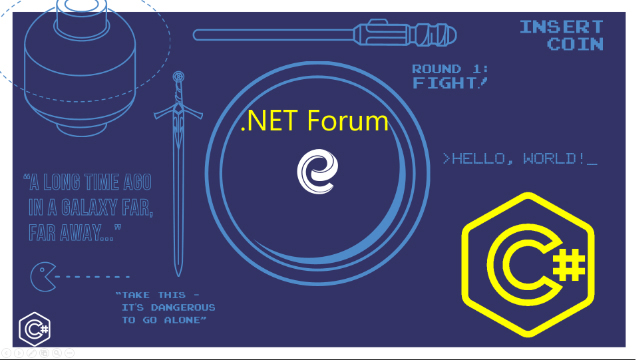 INSERT
COIN
ROUND 1:
FIGHT!
.NET Forum
>HELLO, WORLD!_
"A LONG TIME AGO
IN A GALAXY FAR,
FAR AWAY..."
C#
"TAKE THIS -
IT'S DANGEROUS
TO GO ALONE"
C#